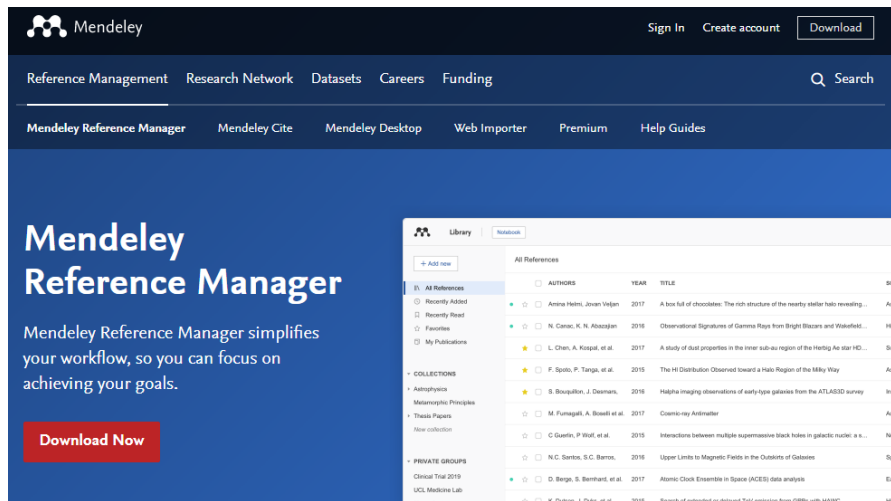 Mendeley
Sign In Create account Download
Reference Management Research Network Datasets Careers Funding Search
Mendeley Reference Manager Mendeley Cite Mendeley Desktop Web Importer Premium Help Guides
Mendeley
Reference Manager
Mendeley Reference Manager simplifies
your workflow, so you can focus on
achieving your goals.
Download Now
Library Notebook
+ Add new
All References
Recently Added
Recently Read
Favorites
My Publications
COLLECTIONS
Astrophysics
Metamorphic Principles
Thesis Papers
New collection
PRIVATE GROUPS
Clinical Trial 2019
UCL Medicine Lab
All References
AUTHORS YEAR TITLE
Amina Helmi, Jovan Veljan 2017 A box full of chocolates: The rich structure of the nearby stellar halo revealing...
N. Canac, K. N. Abazajian 2016 Observational Signatures of Gamma Rays from Bright Blazars and Wakefield...
L. Chen, A. Kospal, et al. 2017 A study of dust properties in the inner sub-au region of the Herbig Ae star HD...
F. Spoto, P. Tanga, et al. 2015 The HI Distribution Observed toward a Halo Region of the Milky Way
S. Bouquillon, J. Desmars, 2016 Halpha imaging observations of early-type galaxies from the ATLAS3D survey
M. Fumagalli, A. Boselli et al. 2017 Cosmic-ray Antimatter
C Guerlin, P Wolf, et al. 2015 Interactions between multiple supermassive black holes in galactic nuclei: a s...
N.C. Santos, S.C. Barros, 2016 Upper Limits to Magnetic Fields in the Outskirts of Galaxies
D. Berge, S. Bernhard, et al. 2017 Atomic Clock Ensemble in Space (ACES) data analysis